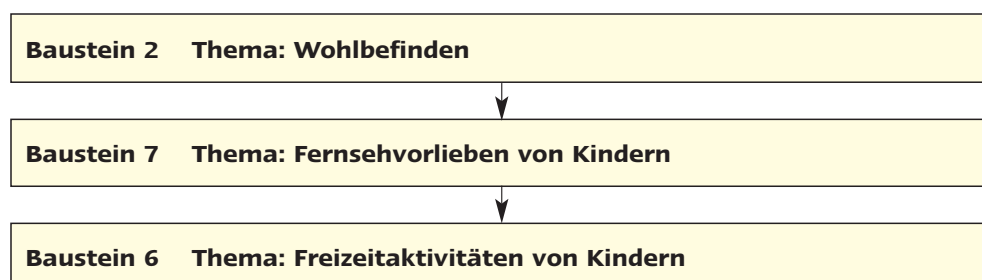 Baustein 2 Thema: Wohlbefinden
Baustein 7 Thema: Fernsehvorlieben von Kindern
Baustein 6 Thema: Freizeitaktivitäten von Kindern